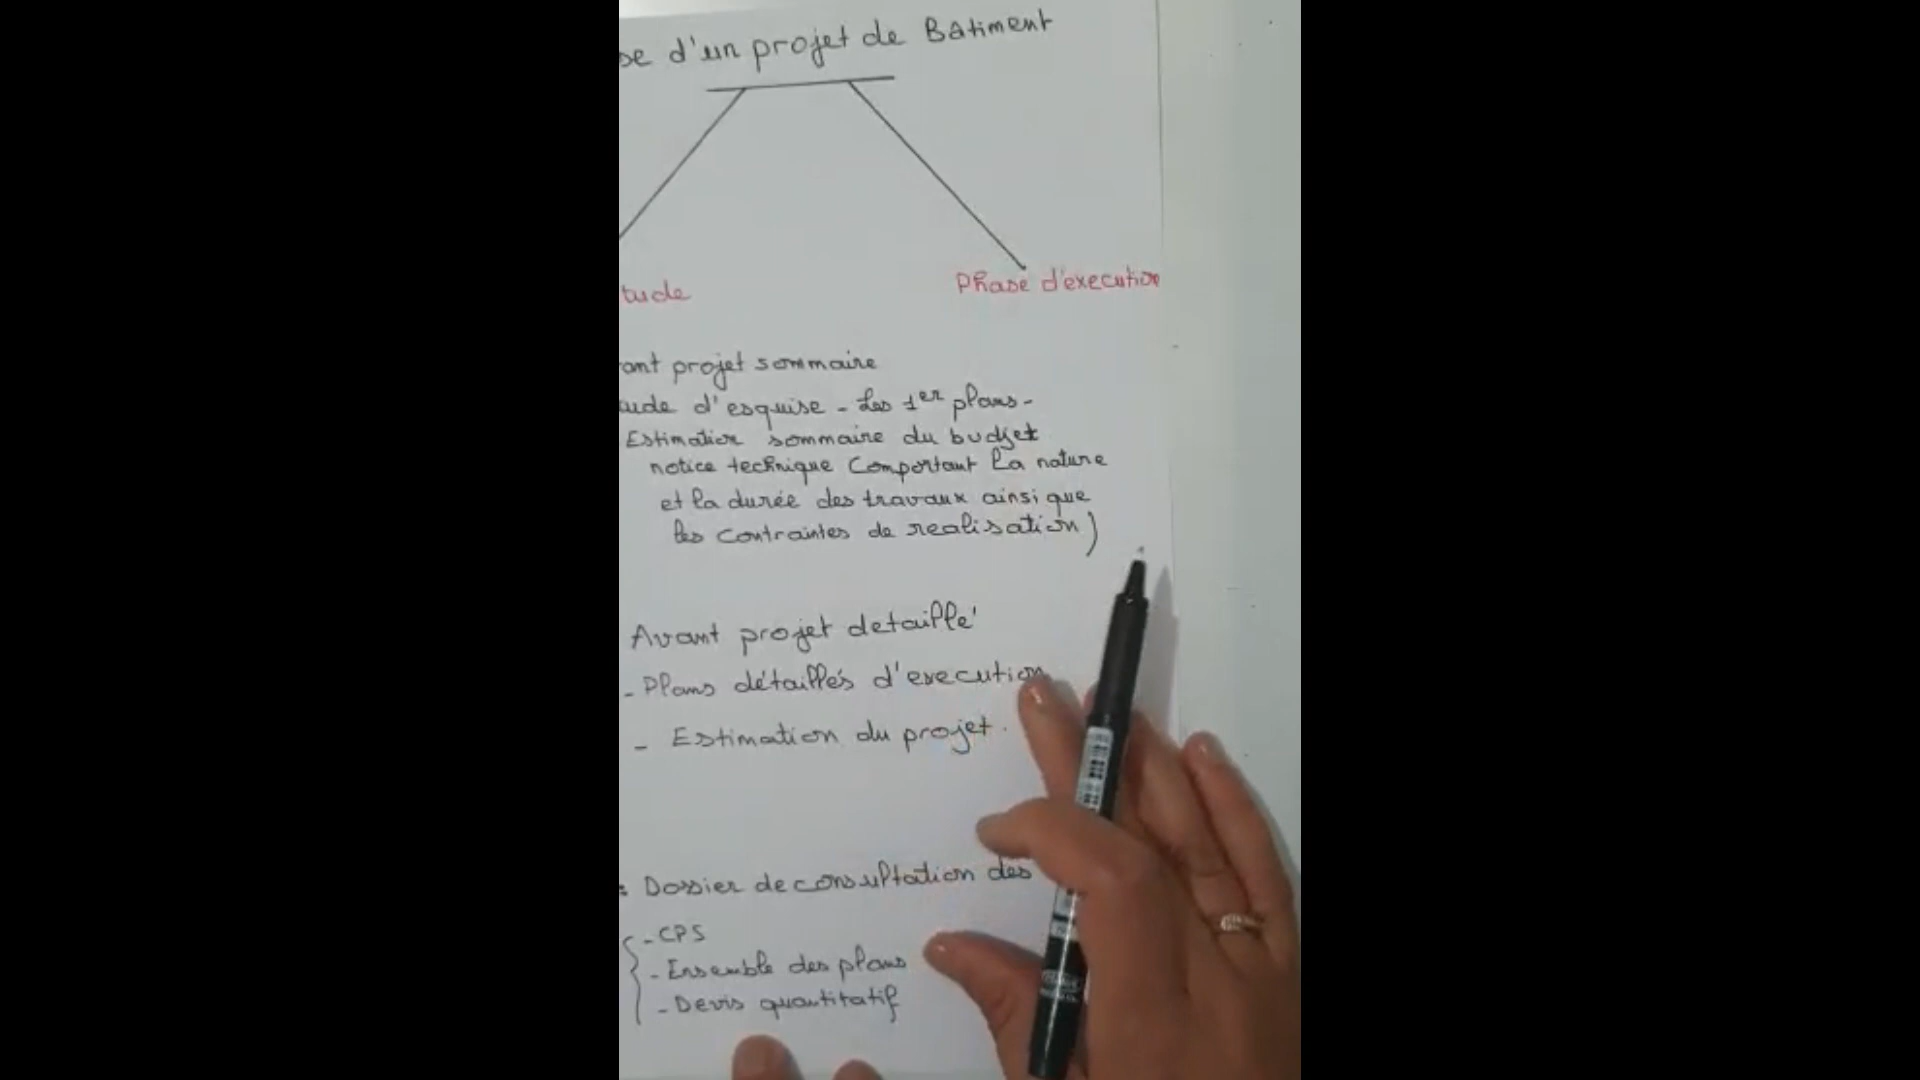 se d'un projet de Bâtiment
tude
Phase d'execution
ant projet sommaire
ude d'esquise - Les 1er plans -
Estimation sommaire du budget
notice technique Comportant la nature
et la durée des travaux ainsi que
les contraintes de realisation)
Avant projet detaillé
- Plans détaillés d'execution
- Estimation du projet.
: Dossier de consultation des
- CPS
- Ensemble des plans
- Devis quantitatif